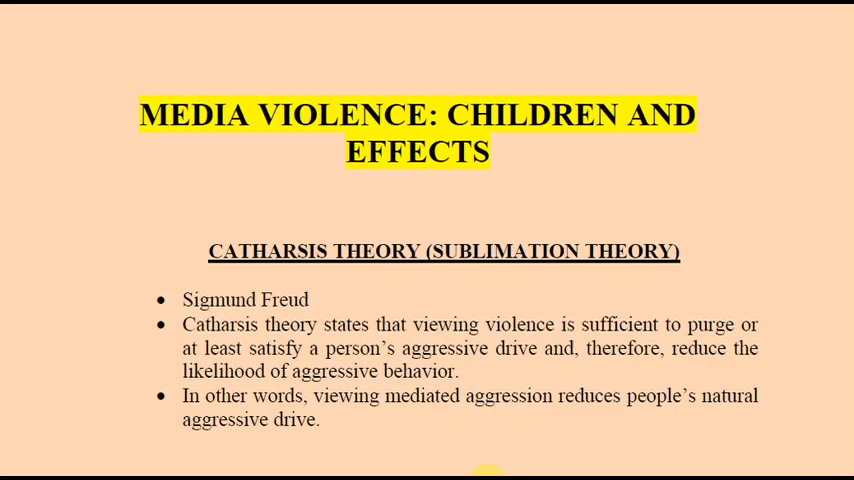 MEDIA VIOLENCE: CHILDREN AND
EFFECTS
CATHARSIS THEORY (SUBLIMATION THEORY)
• Sigmund Freud
• Catharsis theory states that viewing violence is sufficient to purge or
at least satisfy a person’s aggressive drive and, therefore, reduce the
likelihood of aggressive behavior.
• In other words, viewing mediated aggression reduces people’s natural
aggressive drive.